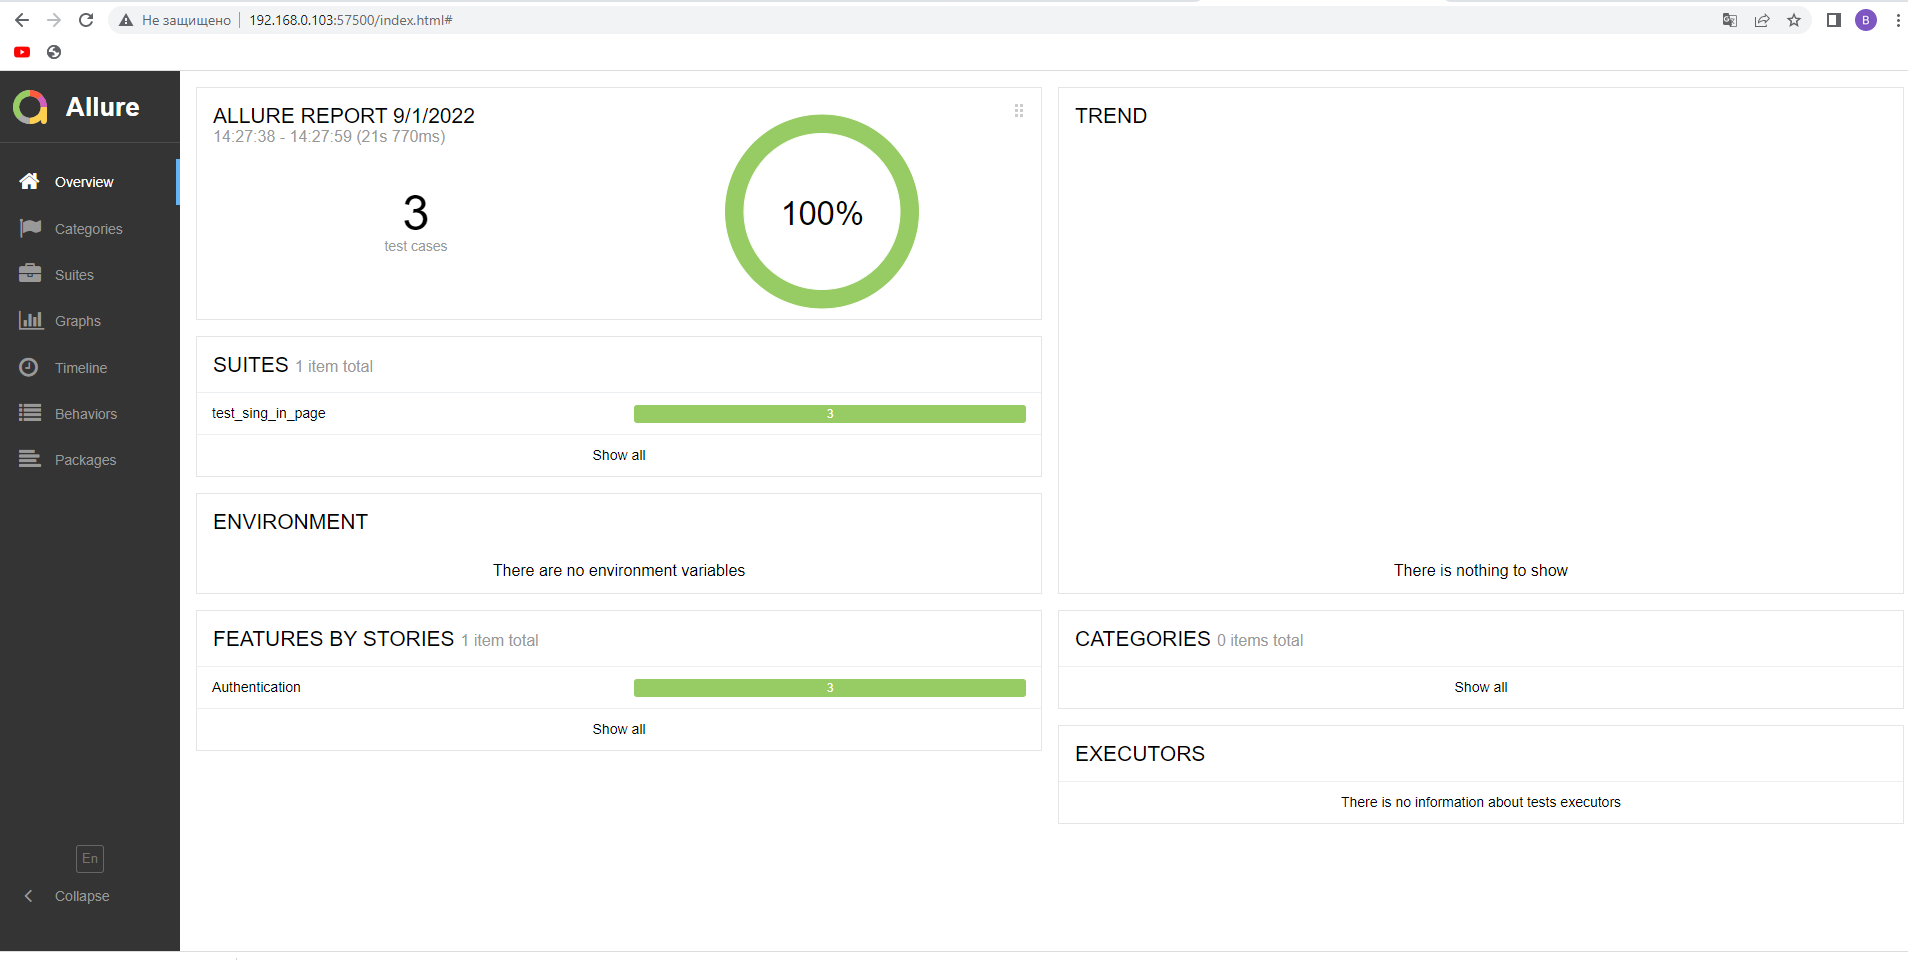 Не защищено 192.168.0.103:57500/index.html#
B
Allure
Overview
Categories
Suites
Graphs
Timeline
Behaviors
Packages
En
Collapse
ALLURE REPORT 9/1/2022
14:27:38 - 14:27:59 (21s 770ms)
3
test cases
100%
SUITES 1 item total
test_sing_in_page 3
Show all
ENVIRONMENT
There are no environment variables
FEATURES BY STORIES 1 item total
Authentication 3
Show all
TREND
There is nothing to show
CATEGORIES 0 items total
Show all
EXECUTORS
There is no information about tests executors